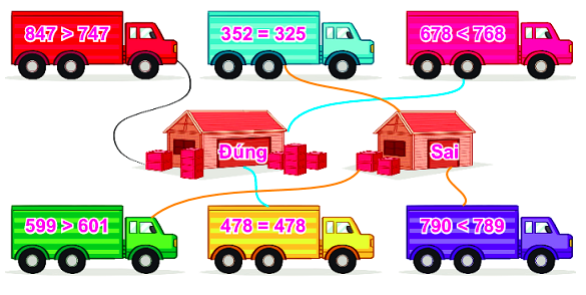 847 > 747
352 = 325
678 < 768
Đúng
Sai
599 > 601
478 = 478
790 < 789